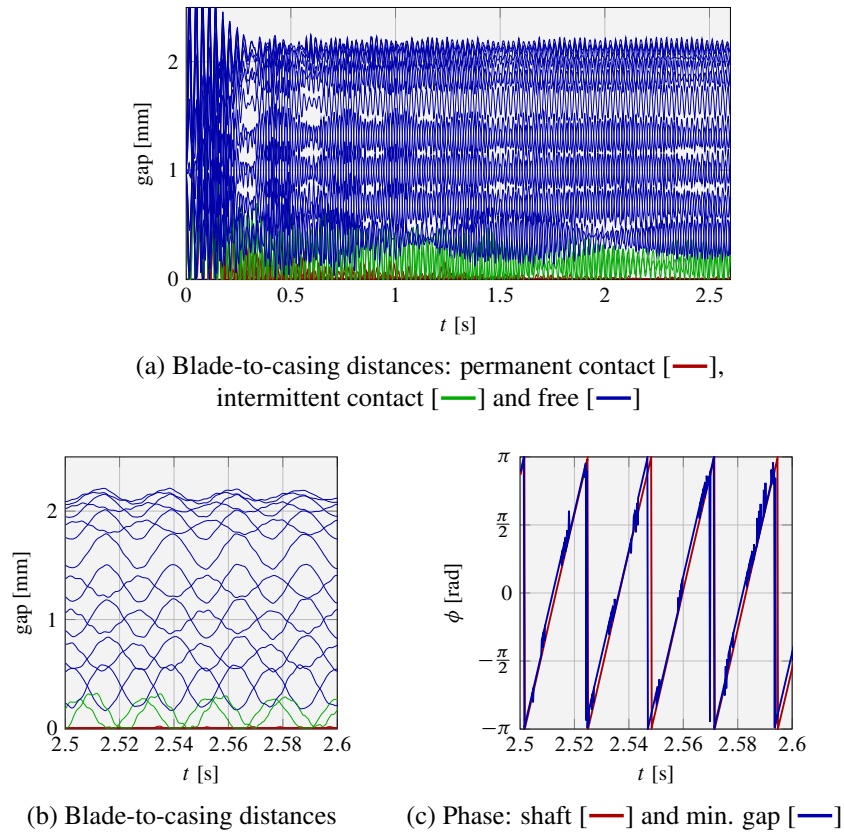 2
1
0
gap [mm]
0 0.5 1 1.5 2 2.5
t [s]
(a) Blade-to-casing distances: permanent contact [—],
intermittent contact [—] and free [—]
2
1
0
gap [mm]
2.5 2.52 2.54 2.56 2.58 2.6
t [s]
(b) Blade-to-casing distances
π
π/2
0
−π/2
−π
ϕ [rad]
2.5 2.52 2.54 2.56 2.58 2.6
t [s]
(c) Phase: shaft [—] and min. gap [—]